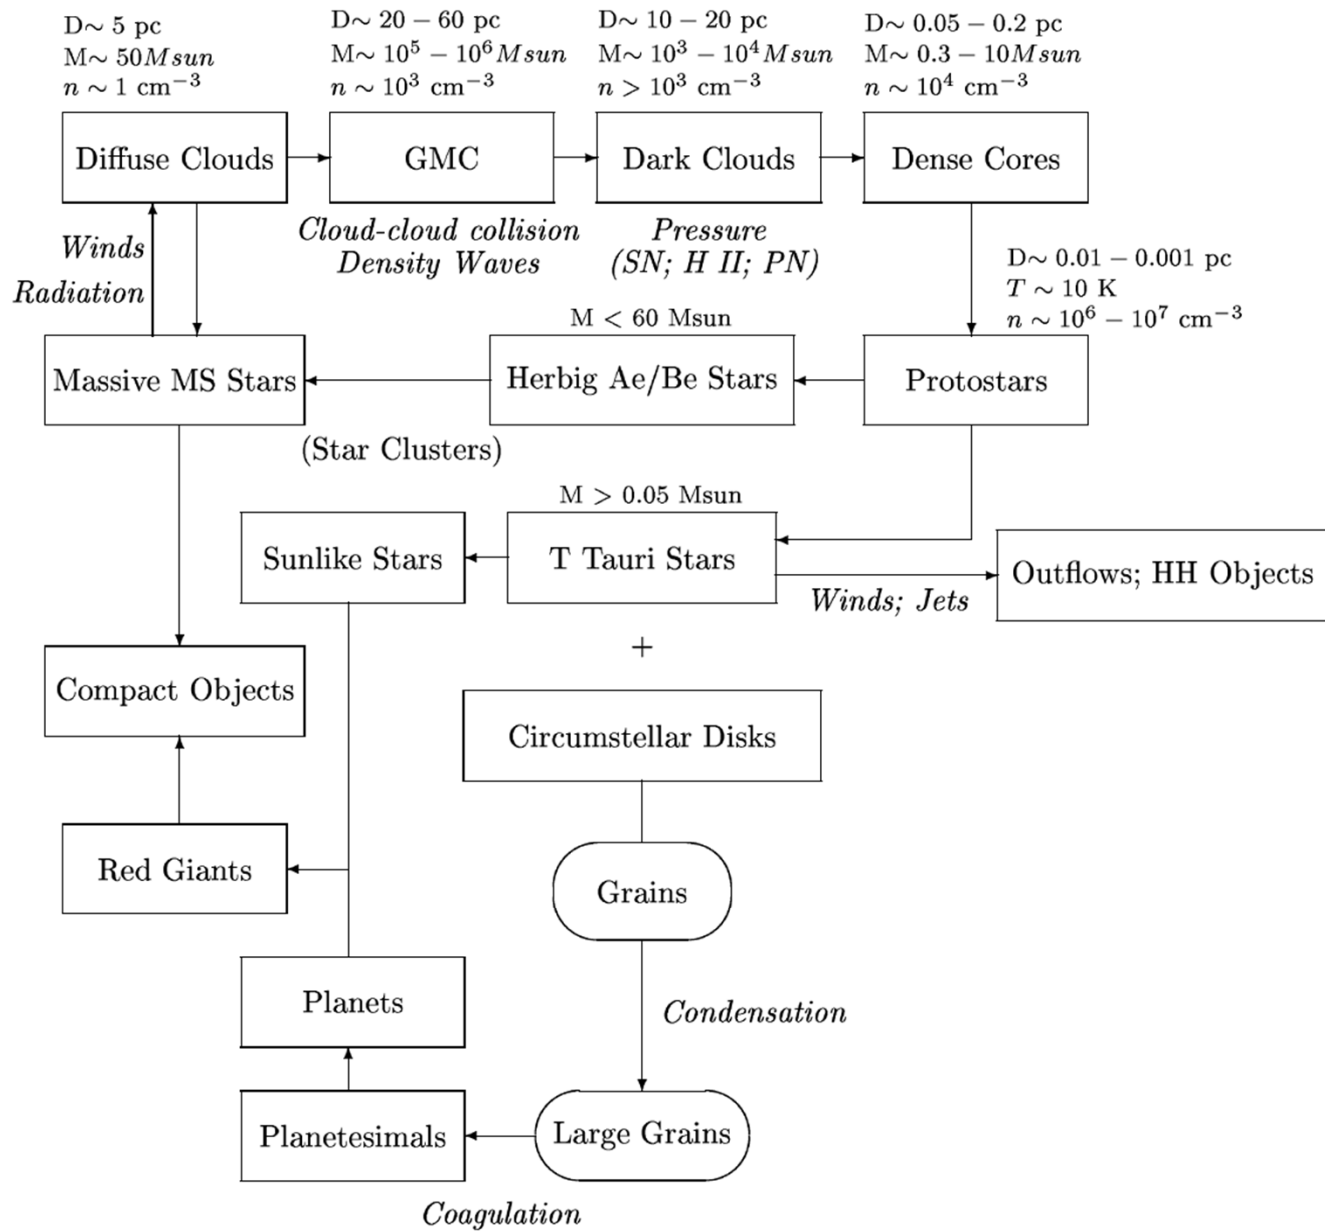 D~ 5 pc
M~ 50Msun
n ~ 1 cm⁻³
D~ 20 – 60 pc
M~ 10⁵ – 10⁶Msun
n ~ 10³ cm⁻³
D~ 10 – 20 pc
M~ 10³ – 10⁴Msun
n > 10³ cm⁻³
D~ 0.05 – 0.2 pc
M~ 0.3 – 10Msun
n ~ 10⁴ cm⁻³
Diffuse Clouds
GMC
Dark Clouds
Dense Cores
Winds
Radiation
Cloud-cloud collision
Density Waves
Pressure
(SN; H II; PN)
D~ 0.01 – 0.001 pc
T ~ 10 K
n ~ 10⁶ – 10⁷ cm⁻³
M < 60 Msun
Massive MS Stars
Herbig Ae/Be Stars
Protostars
(Star Clusters)
M > 0.05 Msun
Sunlike Stars
T Tauri Stars
Outflows; HH Objects
Winds; Jets
+
Compact Objects
Circumstellar Disks
Red Giants
Grains
Planets
Condensation
Planetesimals
Large Grains
Coagulation